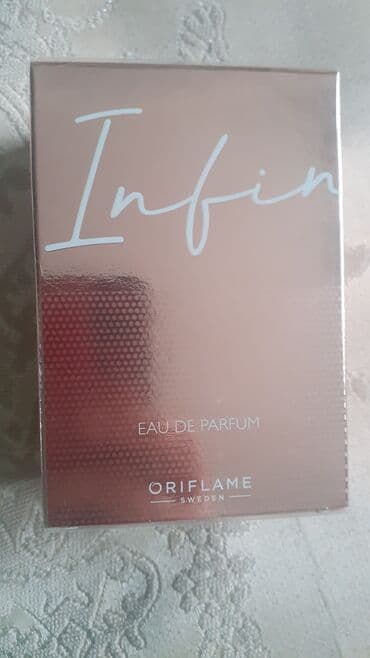 Infin
EAU DE PARFUM
ORIFLAME
SWEDEN